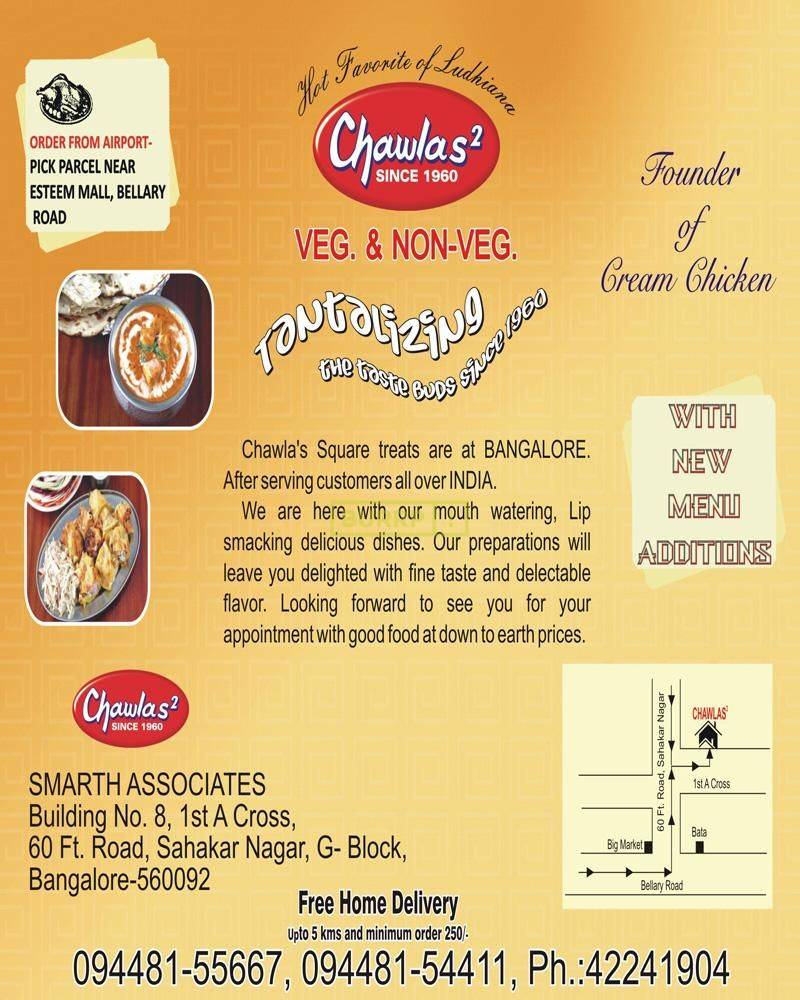 Hot Favorite of Ludhiana
Chawlas²
SINCE 1960
VEG. & NON-VEG.
ORDER FROM AIRPORT-
PICK PARCEL NEAR
ESTEEM MALL, BELLARY
ROAD
Founder
of
Cream Chicken
Tantalizing
the taste Buds since 1960
Chawla's Square treats are at BANGALORE.
After serving customers all over INDIA.
We are here with our mouth watering, Lip
smacking delicious dishes. Our preparations will
leave you delighted with fine taste and delectable
flavor. Looking forward to see you for your
appointment with good food at down to earth prices.
WITH
NEW
MENU
ADDITIONS
Chawlas²
SINCE 1960
SMARTH ASSOCIATES
Building No. 8, 1st A Cross,
60 Ft. Road, Sahakar Nagar, G- Block,
Bangalore-560092
CHAWLAS²
60 Ft. Road, Sahakar Nagar
1st A Cross
Big Market
Bata
Bellary Road
Free Home Delivery
Upto 5 kms and minimum order 250/-
094481-55667, 094481-54411, Ph.:42241904